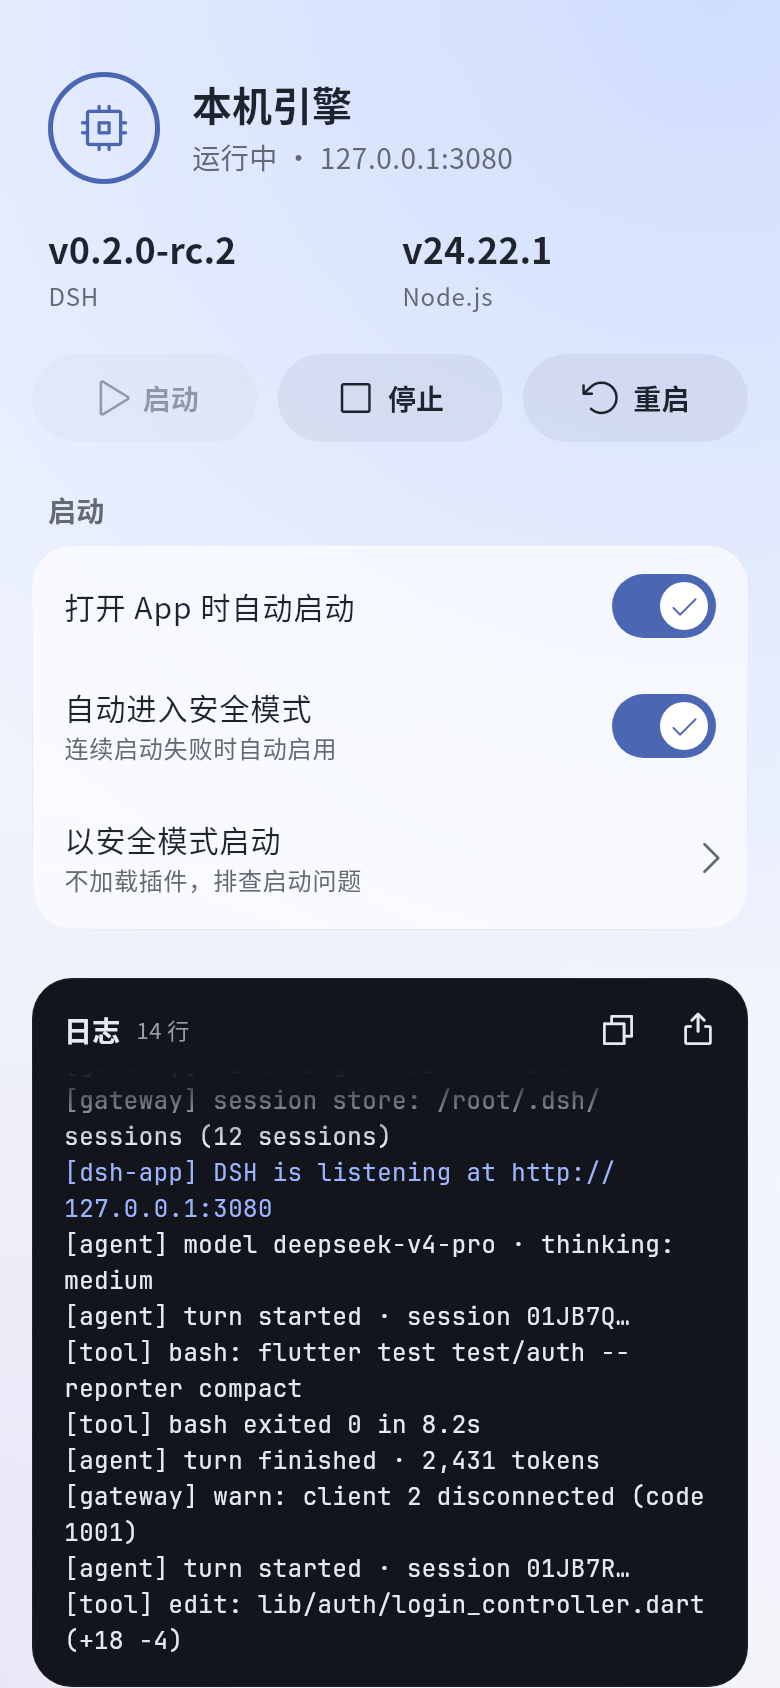 本机引擎
运行中 · 127.0.0.1:3080
v0.2.0-rc.2
DSH
v24.22.1
Node.js
启动
停止
重启
启动
打开 App 时自动启动
自动进入安全模式
连续启动失败时自动启用
以安全模式启动
不加载插件，排查启动问题
日志 14 行
[gateway] session store: /root/.dsh/
sessions (12 sessions)
[dsh-app] DSH is listening at http://
127.0.0.1:3080
[agent] model deepseek-v4-pro · thinking:
medium
[agent] turn started · session 01JB7Q…
[tool] bash: flutter test test/auth --
reporter compact
[tool] bash exited 0 in 8.2s
[agent] turn finished · 2,431 tokens
[gateway] warn: client 2 disconnected (code
1001)
[agent] turn started · session 01JB7R…
[tool] edit: lib/auth/login_controller.dart
(+18 -4)